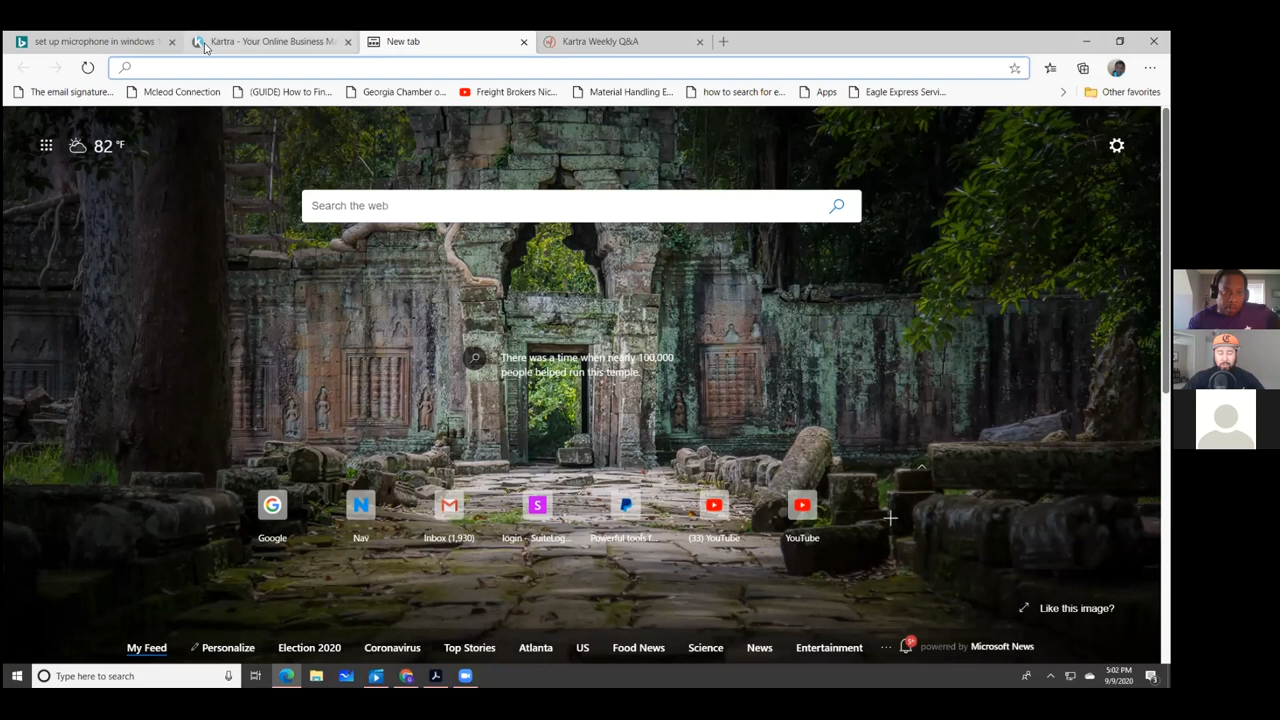 set up microphone in windows 1
Kartra - Your Online Business Ma
New tab
Kartra Weekly Q&A
The email signature...
Mcleod Connection
(GUIDE) How to Fin...
Georgia Chamber o...
Freight Brokers Nic...
Material Handling E...
how to search for e...
Apps
Eagle Express Servi...
Other favorites
82 °F
Search the web
There was a time when nearly 100,000
people helped run this temple.
Google
Nav
Inbox (1,930)
login - SuiteLog...
Powerful tools f...
(33) YouTube
YouTube
Like this image?
My Feed
Personalize
Election 2020
Coronavirus
Top Stories
Atlanta
US
Food News
Science
News
Entertainment
powered by Microsoft News
Type here to search
5:02 PM
9/9/2020